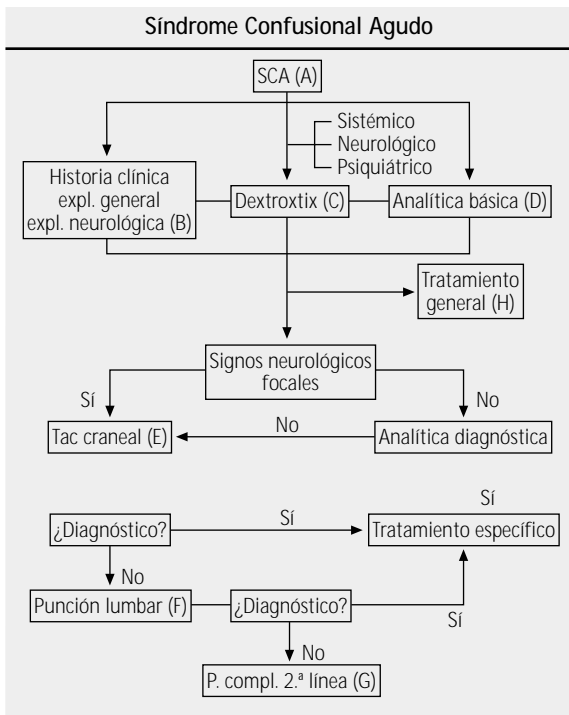 Síndrome Confusional Agudo
SCA (A)
Sistémico
Neurológico
Psiquiátrico
Historia clínica
expl. general
expl. neurológica (B)
Dextroxtix (C)
Analítica básica (D)
Tratamiento
general (H)
Signos neurológicos
focales
Sí
No
Tac craneal (E)
No
Analítica diagnóstica
Sí
¿Diagnóstico?
Sí
Tratamiento específico
No
Punción lumbar (F)
¿Diagnóstico?
Sí
No
P. compl. 2.ª línea (G)